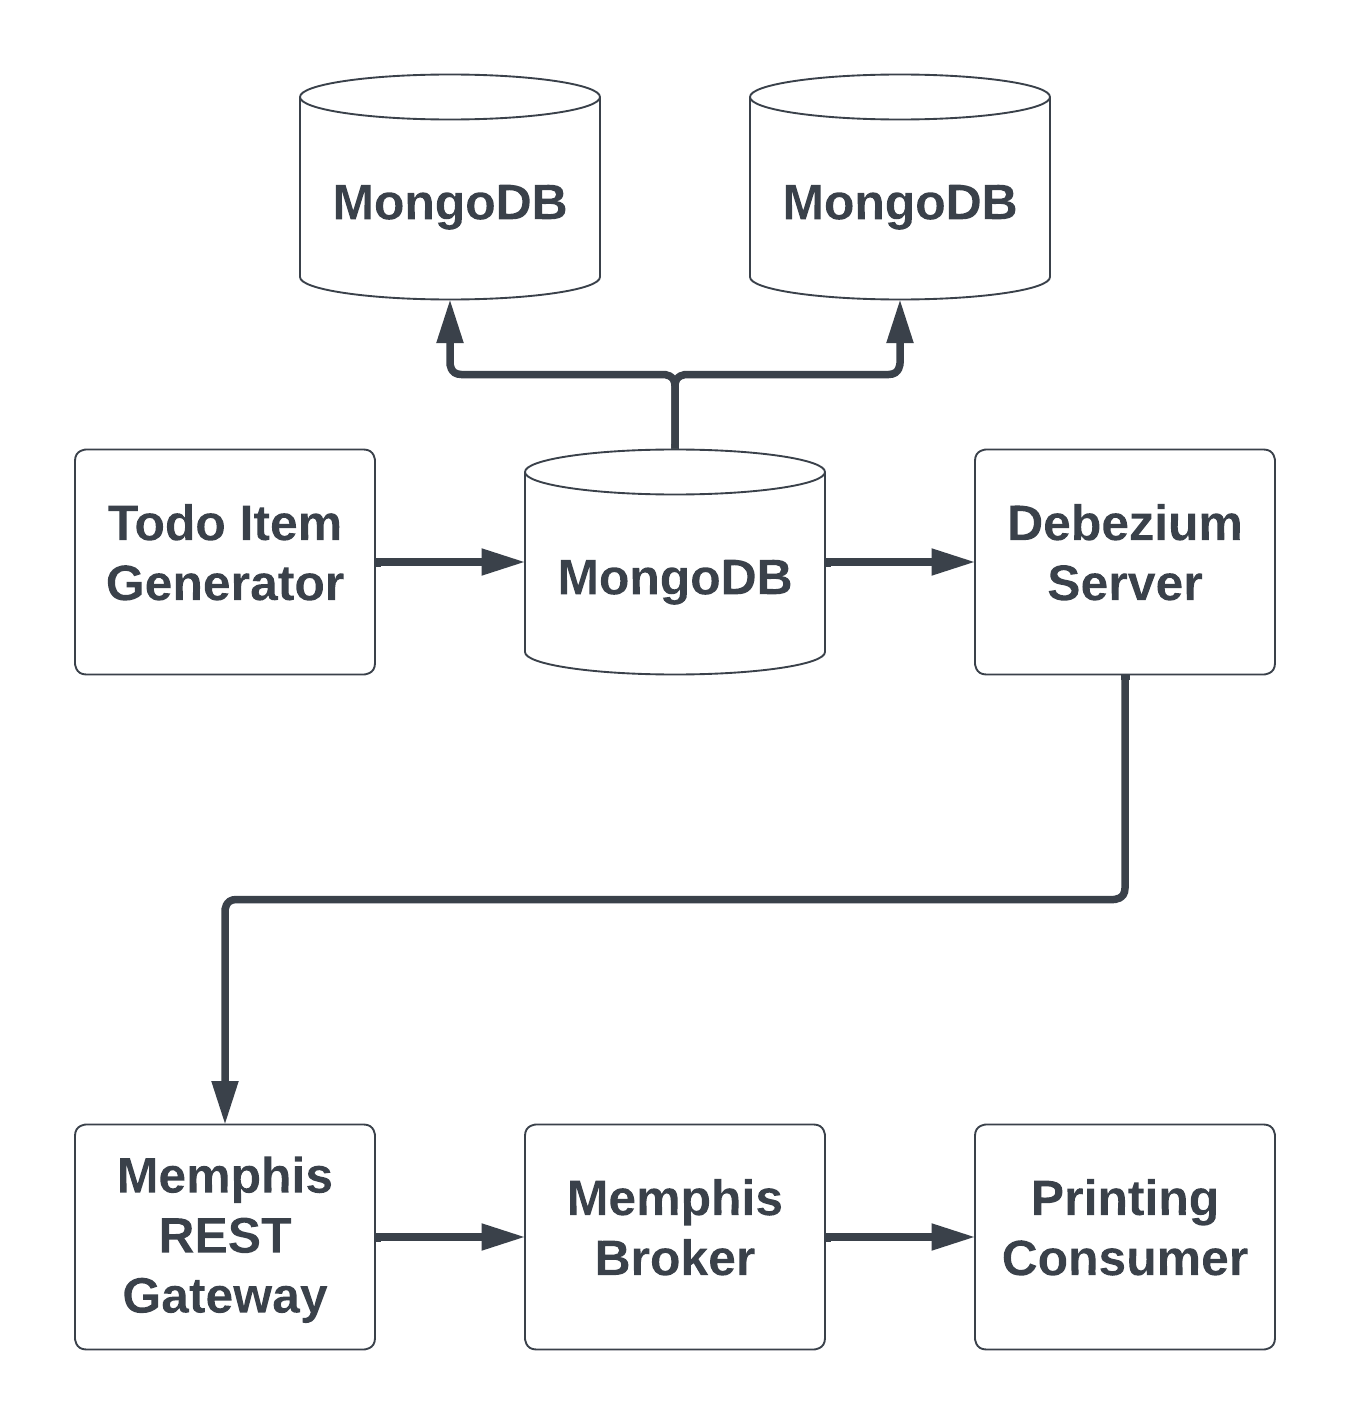 MongoDB
MongoDB
Todo Item
Generator
MongoDB
Debezium
Server
Memphis
REST
Gateway
Memphis
Broker
Printing
Consumer